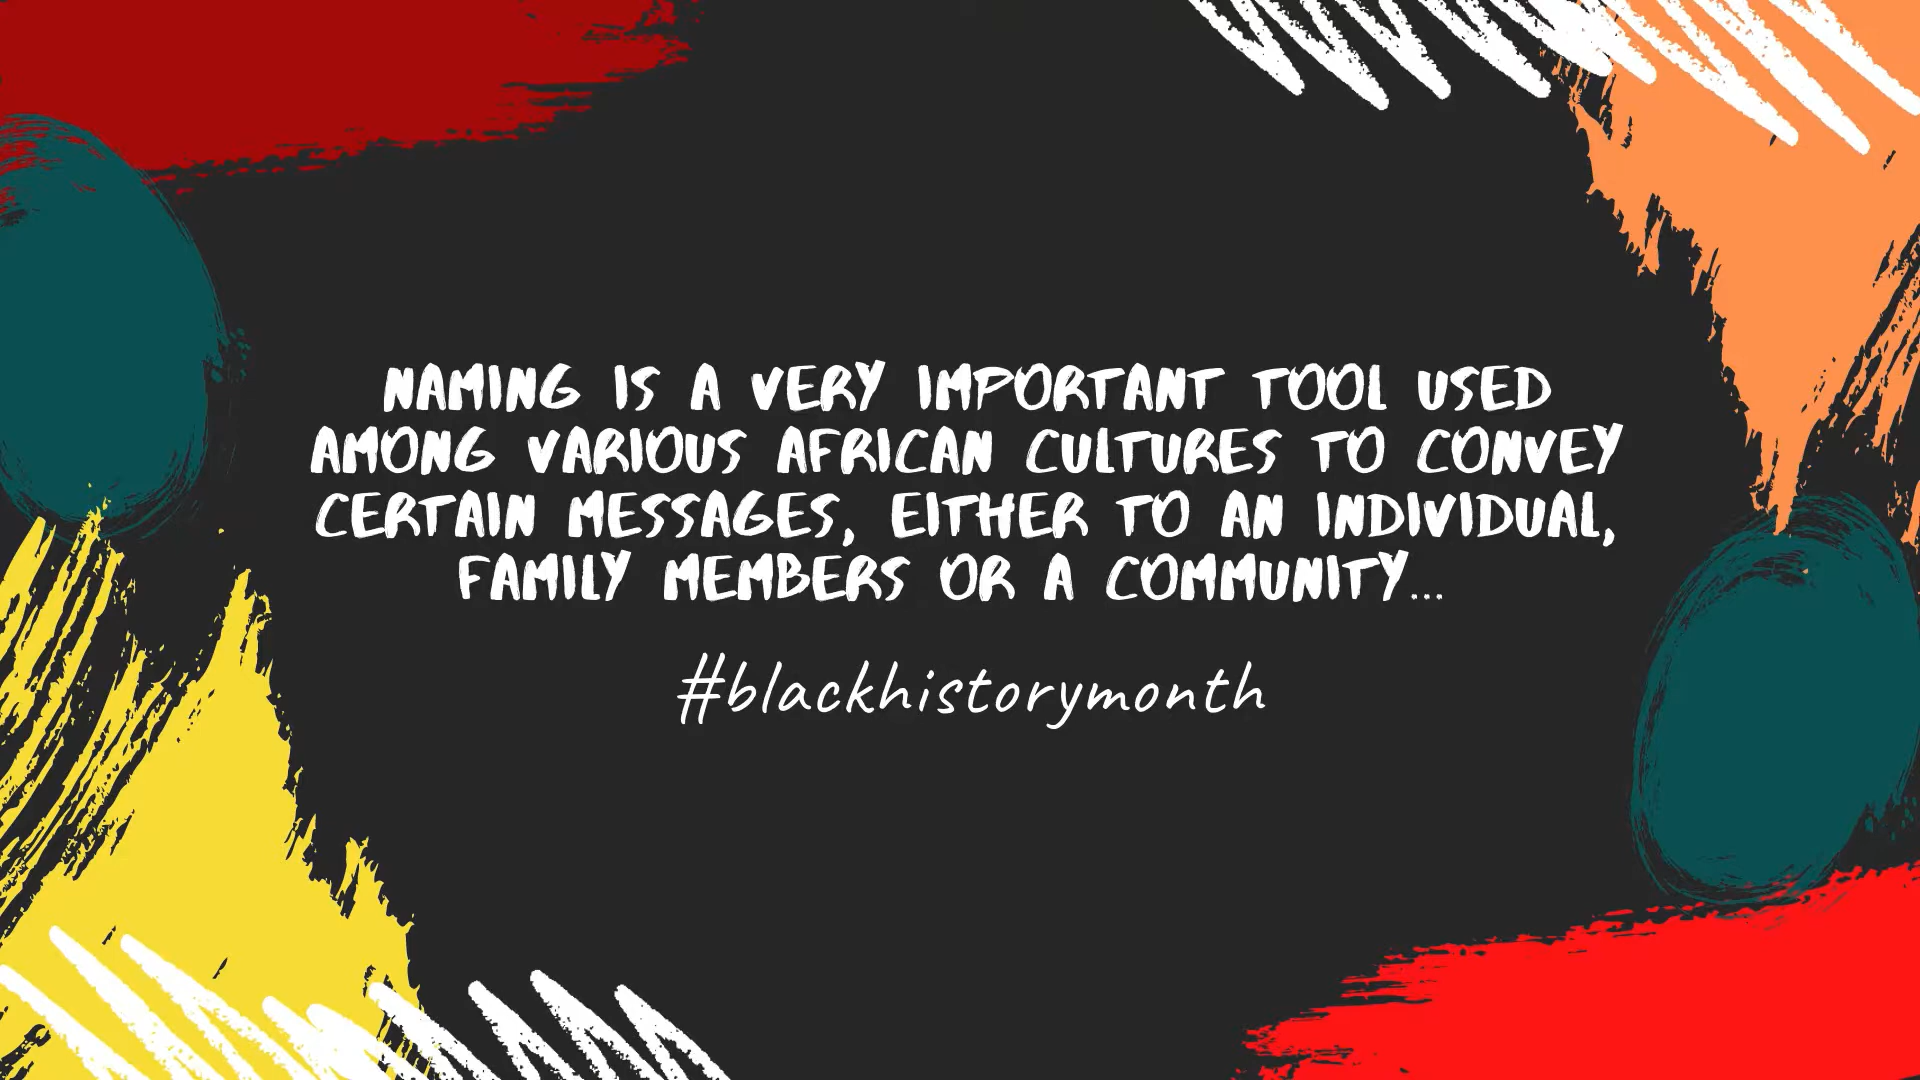 NAMING IS A VERY IMPORTANT TOOL USED
AMONG VARIOUS AFRICAN CULTURES TO CONVEY
CERTAIN MESSAGES, EITHER TO AN INDIVIDUAL,
FAMILY MEMBERS OR A COMMUNITY...
#blackhistorymonth